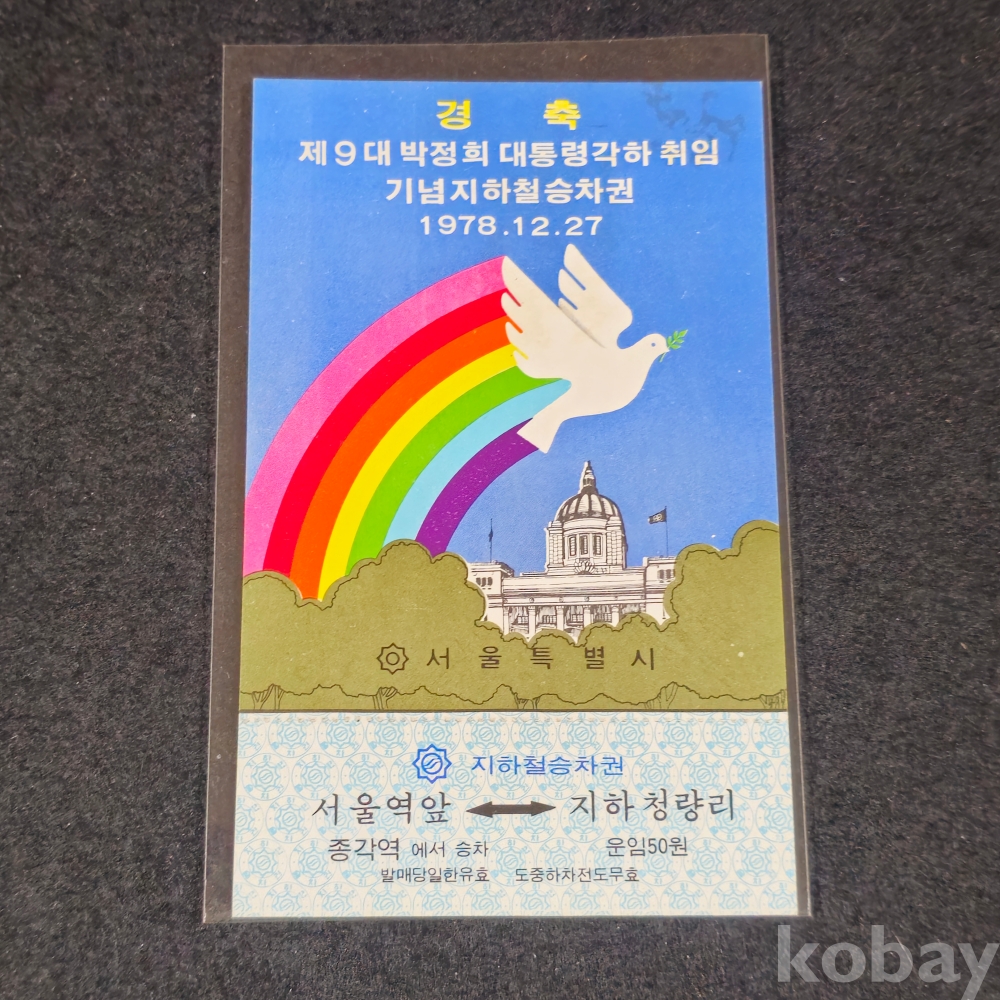 경 축
제9대 박정희 대통령각하 취임
기념지하철승차권
1978.12.27
서울특별시
지하철승차권
서울역앞 ↔ 지하청량리
종각역 에서 승차 운임50원
발매당일한유효 도중하차전도무효
kobay